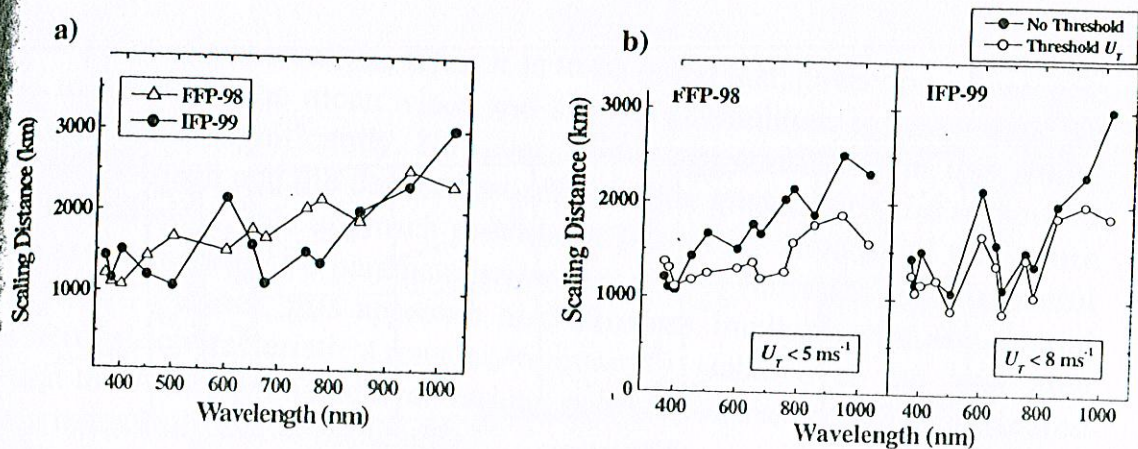 a)
FFP-98
IFP-99
Scaling Distance (km)
3000
2000
1000
400 500 600 700 800 900 1000
Wavelength (nm)
b)
No Threshold
Threshold U_T
FFP-98
IFP-99
Scaling Distance (km)
3000
2000
1000
0
U_T < 5 ms⁻¹
U_T < 8 ms⁻¹
400 600 800 1000
400 600 800 1000
Wavelength (nm)